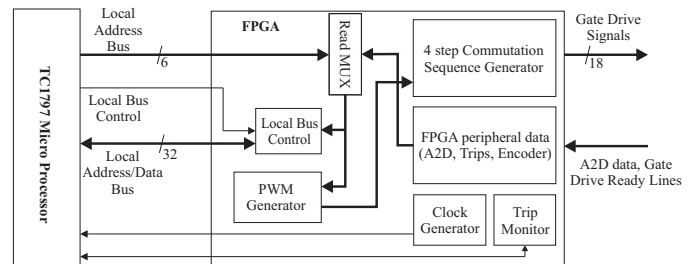 Local
Address
Bus
6
FPGA
Read MUX
4 step Commutation
Sequence Generator
Gate Drive
Signals
18
TC1797 Micro Processor
Local Bus
Control
32
Local
Address/Data
Bus
Local Bus
Control
FPGA peripheral data
(A2D, Trips, Encoder)
A2D data, Gate
Drive Ready Lines
PWM
Generator
Clock
Generator
Trip
Monitor